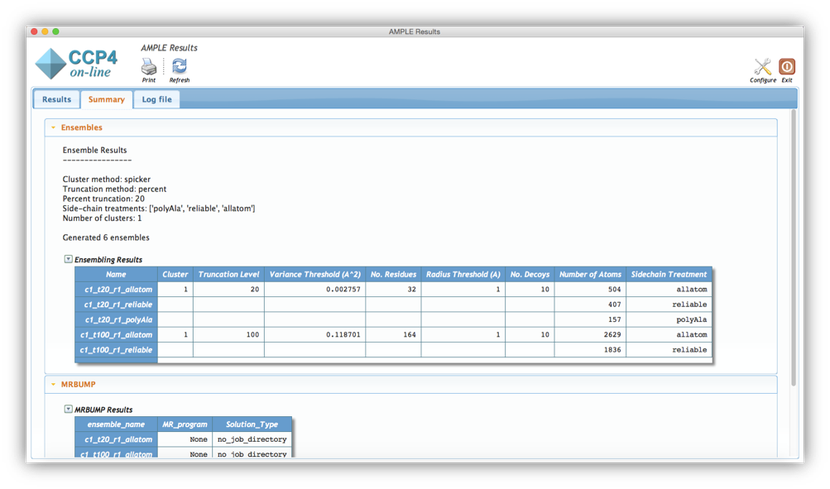 AMPLE Results
CCP4
on-line
AMPLE Results
Print
Refresh
Configure
Exit
Results
Summary
Log file
Ensembles
Ensemble Results
----------------
Cluster method: spicker
Truncation method: percent
Percent truncation: 20
Side-chain treatments: ['polyAla', 'reliable', 'allatom']
Number of clusters: 1
Generated 6 ensembles
Ensembling Results
Name Cluster Truncation Level Variance Threshold (A^2) No. Residues Radius Threshold (A) No. Decoys Number of Atoms Sidechain Treatment
c1_t20_r1_allatom 1 20 0.002757 32 1 10 504 allatom
c1_t20_r1_reliable 407 reliable
c1_t20_r1_polyAla 157 polyAla
c1_t100_r1_allatom 1 100 0.118701 164 1 10 2629 allatom
c1_t100_r1_reliable 1836 reliable
MRBUMP
MRBUMP Results
ensemble_name MR_program Solution_Type
c1_t20_r1_allatom None no_job_directory
c1_t100_r1_allatom None no_job_directory